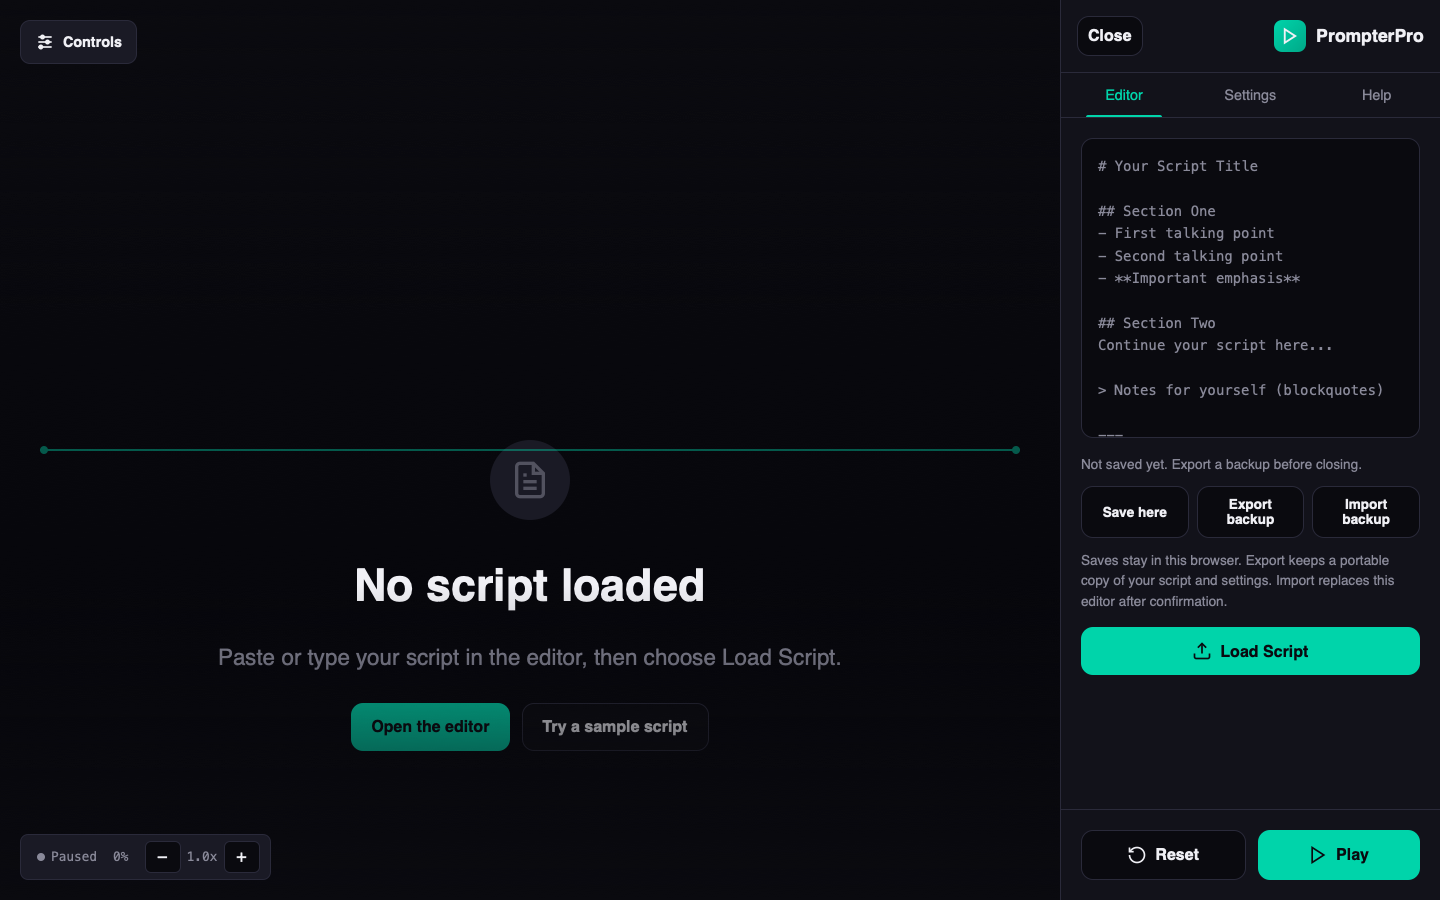 Controls
Close
PrompterPro
Editor
Settings
Help
# Your Script Title
## Section One
- First talking point
- Second talking point
- **Important emphasis**
## Section Two
Continue your script here...
> Notes for yourself (blockquotes)
---
Not saved yet. Export a backup before closing.
Save here
Export
backup
Import
backup
Saves stay in this browser. Export keeps a portable
copy of your script and settings. Import replaces this
editor after confirmation.
Load Script
No script loaded
Paste or type your script in the editor, then choose Load Script.
Open the editor
Try a sample script
Paused 0% − 1.0x +
Reset
Play